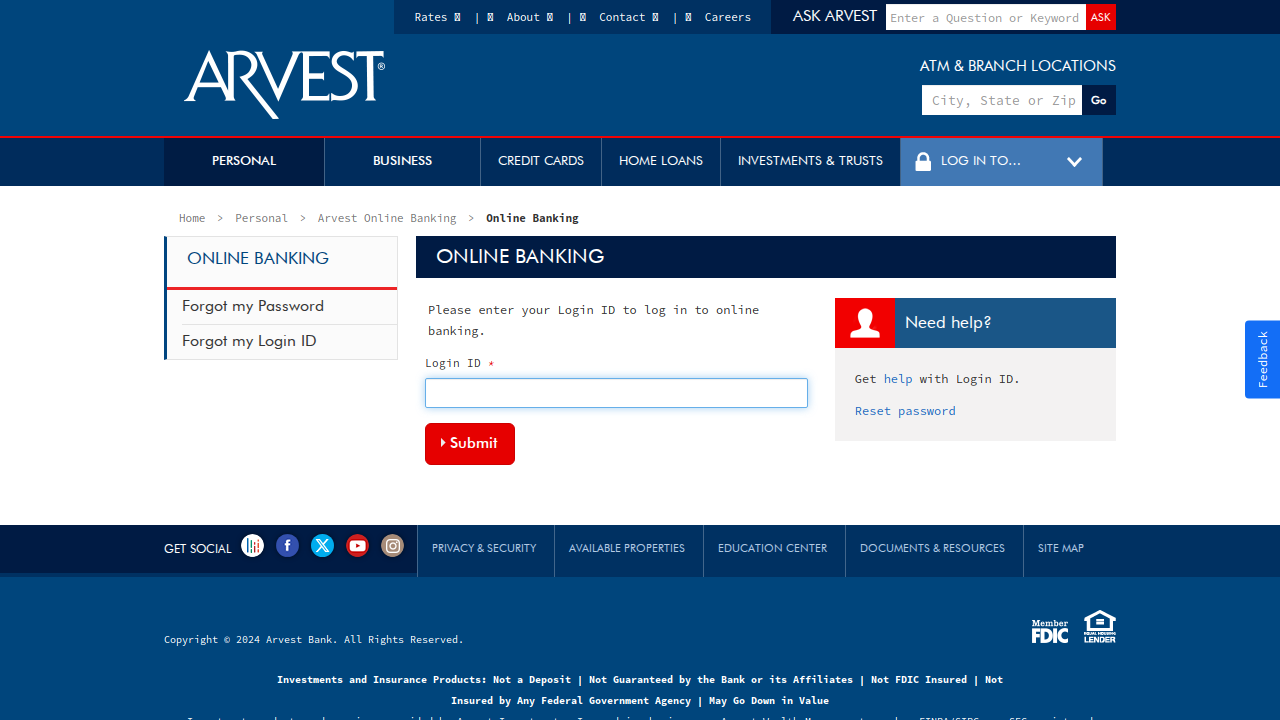 Rates | About | Contact | Careers
ASK ARVEST
Enter a Question or Keyword
ASK
ARVEST®
ATM & BRANCH LOCATIONS
City, State or Zip
Go
PERSONAL
BUSINESS
CREDIT CARDS
HOME LOANS
INVESTMENTS & TRUSTS
LOG IN TO...
Home > Personal > Arvest Online Banking > Online Banking
ONLINE BANKING
Forgot my Password
Forgot my Login ID
ONLINE BANKING
Please enter your Login ID to log in to online
banking.
Login ID *
Submit
Need help?
Get help with Login ID.
Reset password
Feedback
GET SOCIAL
PRIVACY & SECURITY
AVAILABLE PROPERTIES
EDUCATION CENTER
DOCUMENTS & RESOURCES
SITE MAP
Copyright © 2024 Arvest Bank. All Rights Reserved.
Member
FDIC
EQUAL HOUSING
LENDER
Investments and Insurance Products: Not a Deposit | Not Guaranteed by the Bank or its Affiliates | Not FDIC Insured | Not
Insured by Any Federal Government Agency | May Go Down in Value